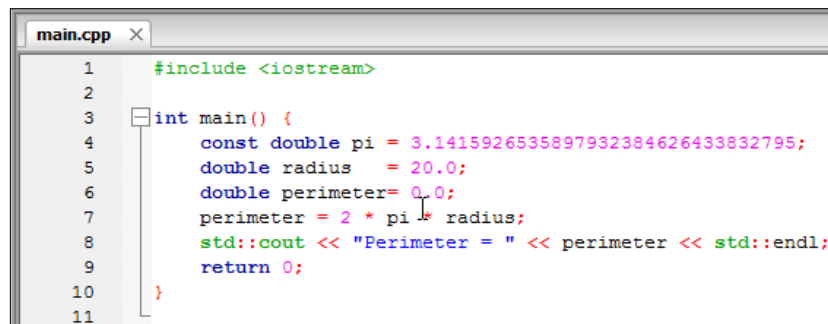 main.cpp ×
1 #include <iostream>
2
3 int main() {
4 const double pi = 3.14159265358979323846264338327​95;
5 double radius   = 20.0;
6 double perimeter= 0.0;
7 perimeter = 2 * pi * radius;
8 std::cout << "Perimeter = " << perimeter << std::endl;
9 return 0;
10 }
11